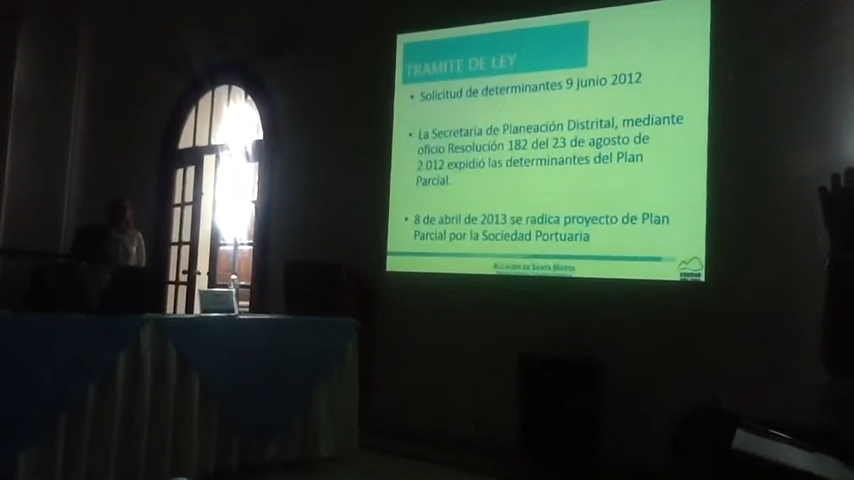 TRAMITE DE LEY
• Solicitud de determinantes 9 Junio 2012
• La Secretaría de Planeación Distrital, mediante
oficio Resolución 182 del 23 de agosto de
2.012 expidió las determinantes del Plan
Parcial.
• 8 de abril de 2013 se radica proyecto de Plan
Parcial por la Sociedad Portuaria
ALCALDÍA DE SANTA MARTA